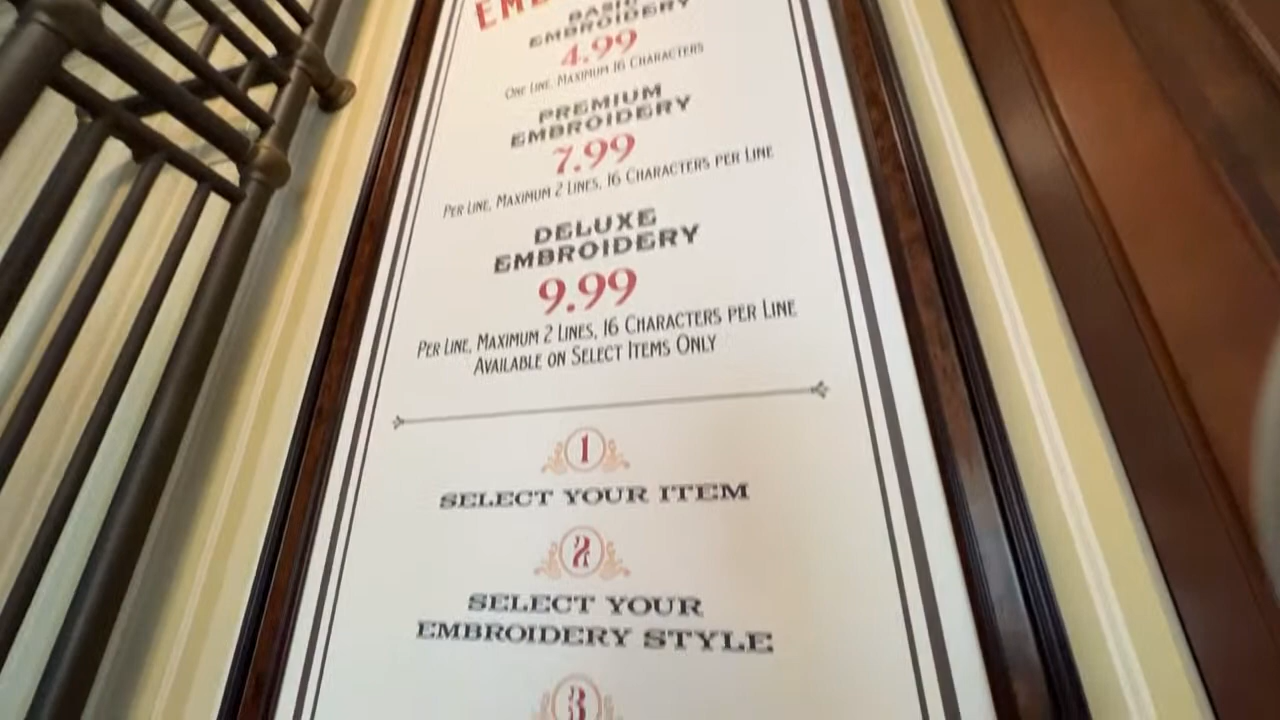 BASIC
EMBROIDERY
4.99
ONE LINE, MAXIMUM 16 CHARACTERS
PREMIUM
EMBROIDERY
7.99
PER LINE, MAXIMUM 2 LINES, 16 CHARACTERS PER LINE
DELUXE
EMBROIDERY
9.99
PER LINE, MAXIMUM 2 LINES, 16 CHARACTERS PER LINE
AVAILABLE ON SELECT ITEMS ONLY
1
SELECT YOUR ITEM
2
SELECT YOUR
EMBROIDERY STYLE
3